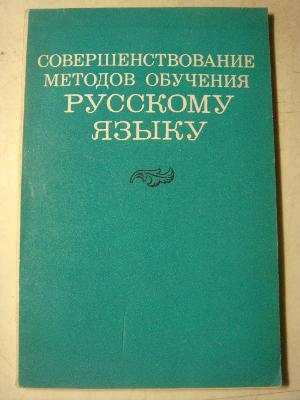 СОВЕРШЕНСТВОВАНИЕ
МЕТОДОВ ОБУЧЕНИЯ
РУССКОМУ
ЯЗЫКУ